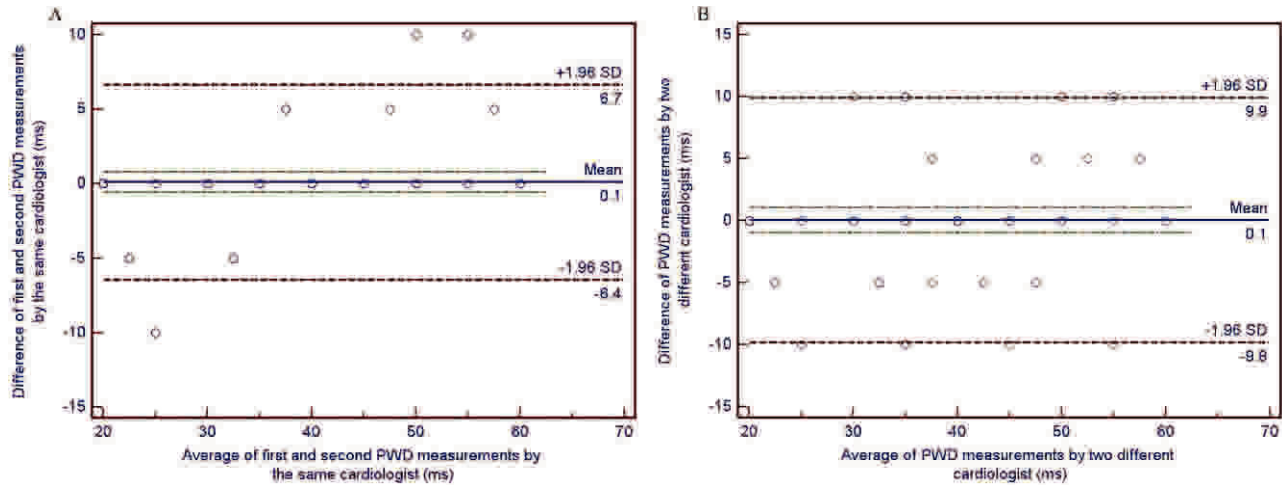 A
Difference of first and second PWD measurements
by the same cardiologist (ms)
10
5
0
-5
-10
-15
+1.96 SD
6.7
Mean
0.1
-1.96 SD
-6.4
20
30
40
50
60
70
Average of first and second PWD measurements by
the same cardiologist (ms)
B
Difference of PWD measurements by two
different cardiologist (ms)
15
10
5
0
-5
-10
-15
+1.96 SD
9.9
Mean
0.1
-1.96 SD
-9.8
20
30
40
50
60
70
Average of PWD measurements by two different
cardiologist (ms)